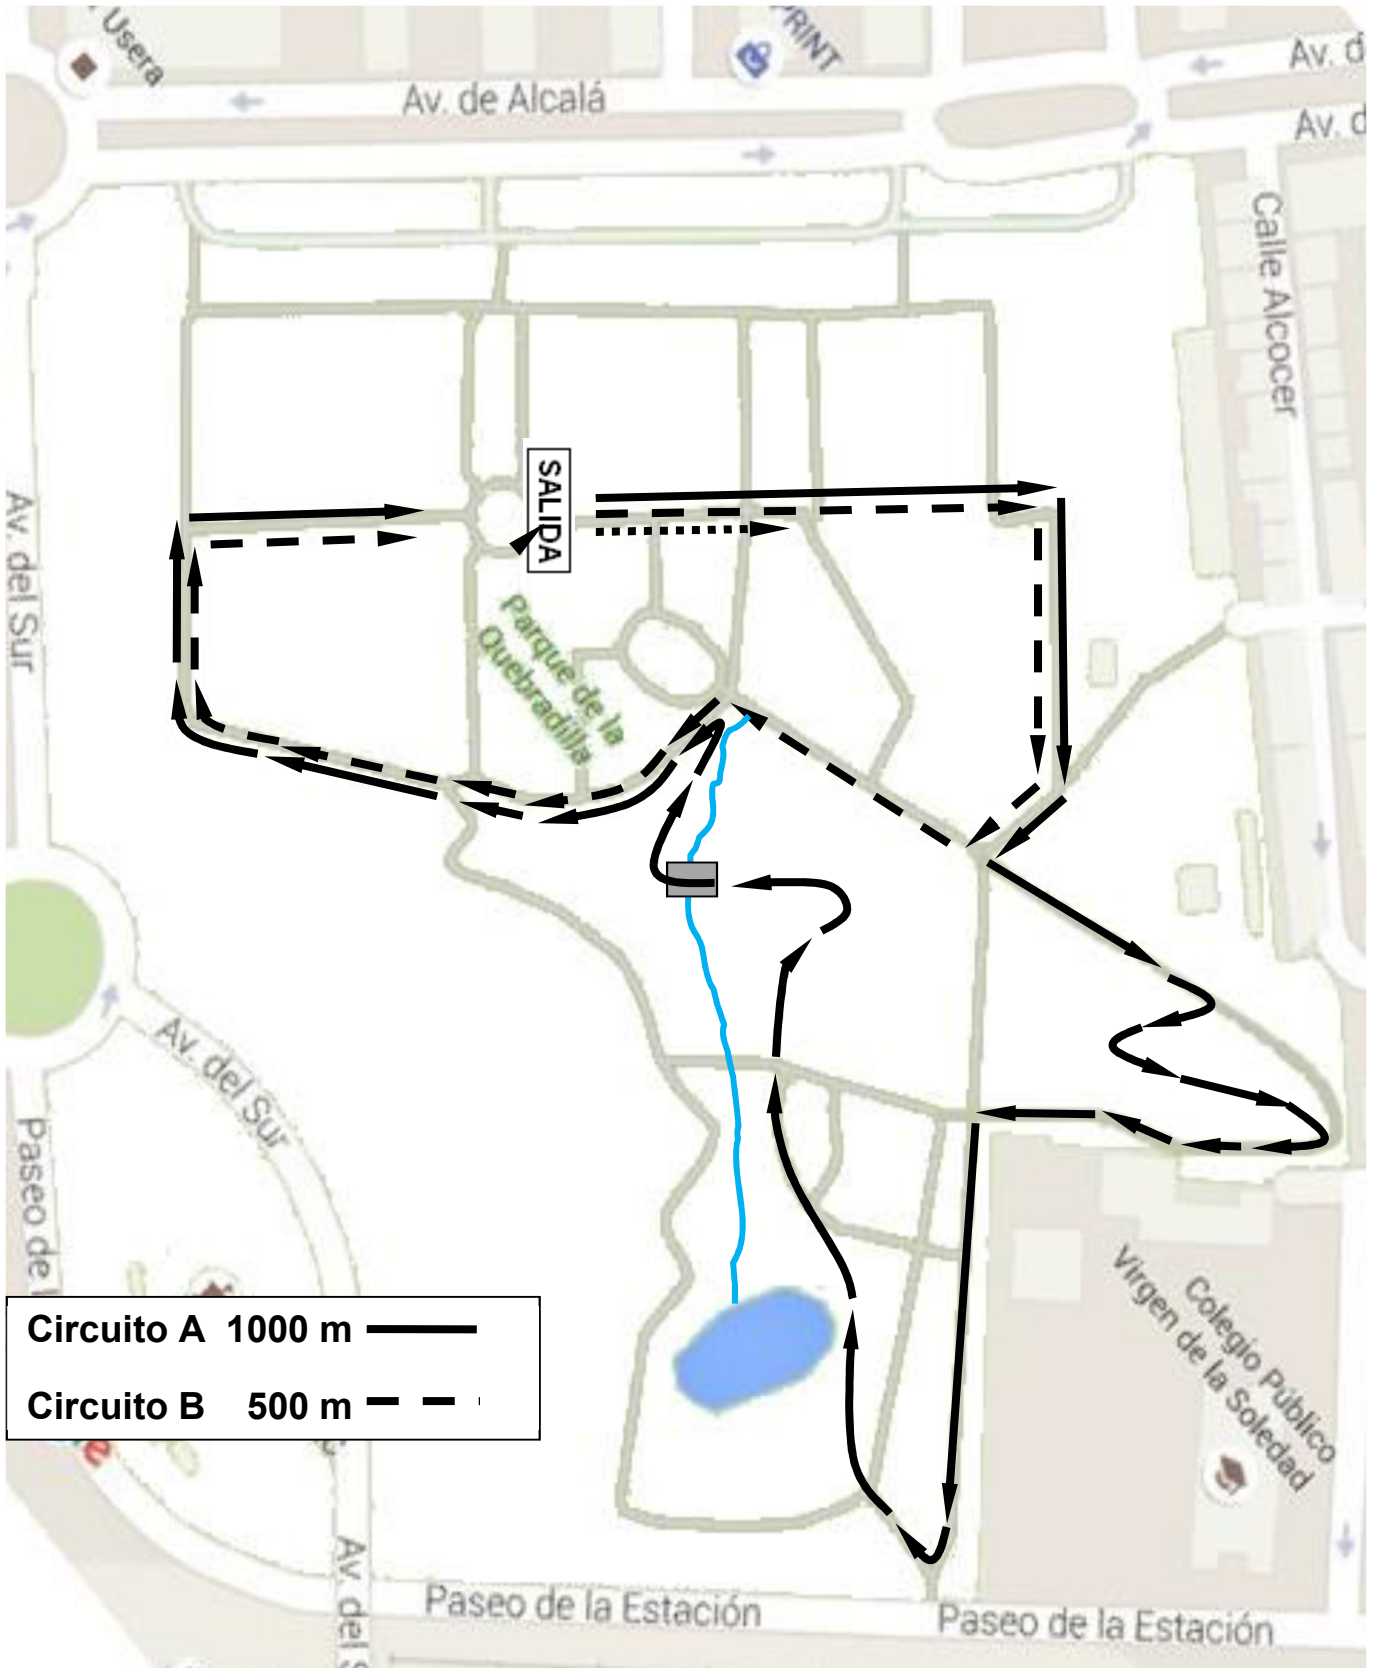 Usera
PRINT
Av. de Alcalá
Av. d
Av. d
Calle Alcocer
SALIDA
Av. del Sur
Parque de la
Quebradilla
Av. del Sur
Paseo de
Circuito A 1000 m
Circuito B 500 m
Colegio Público
Virgen de la Soledad
Av. del S
Paseo de la Estación
Paseo de la Estación